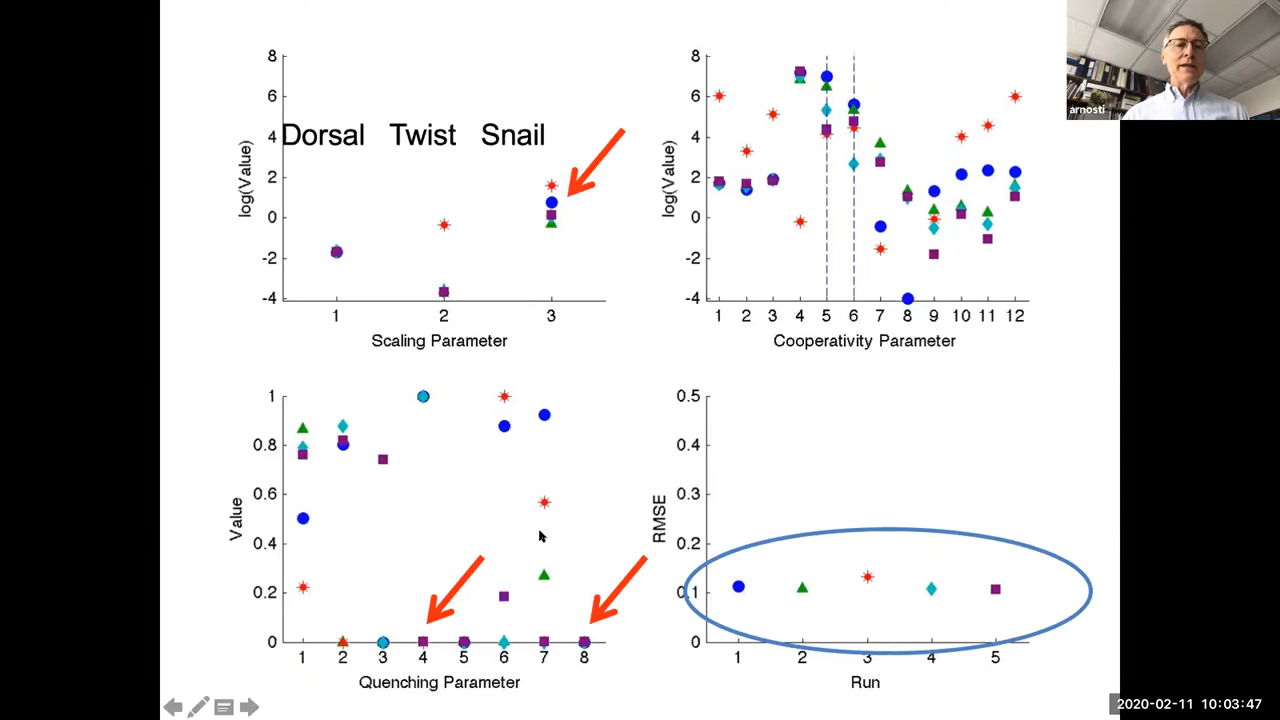 8
6
4
2
0
-2
-4
log(Value)
Dorsal Twist Snail
1 2 3
Scaling Parameter
8
6
4
2
0
-2
-4
log(Value)
1 2 3 4 5 6 7 8 9 10 11 12
Cooperativity Parameter
arnosti
1
0.8
0.6
0.4
0.2
0
Value
1 2 3 4 5 6 7 8
Quenching Parameter
0.5
0.4
0.3
0.2
0.1
0
RMSE
1 2 3 4 5
Run
2020-02-11 10:03:47